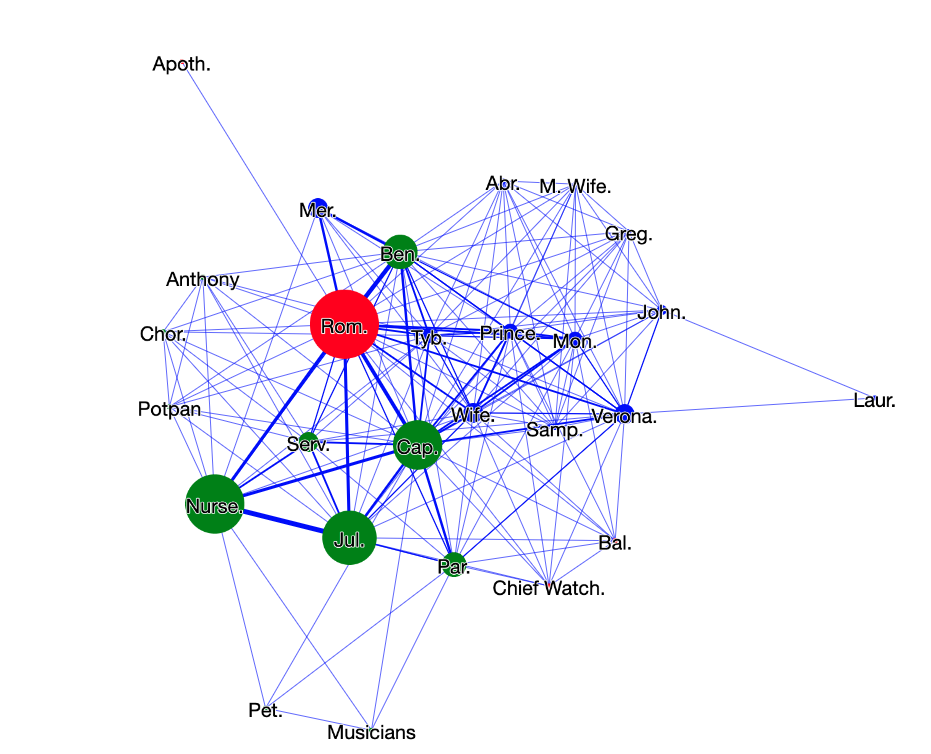 Apoth.
Abr.
M. Wife.
Mer.
Greg.
Ben.
Anthony
John.
Rom.
Chor.
Tyb.
Prince.
Mon.
Laur.
Potpan
Wife.
Verona.
Samp.
Serv.
Cap.
Nurse.
Jul.
Bal.
Par.
Chief Watch.
Pet.
Musicians